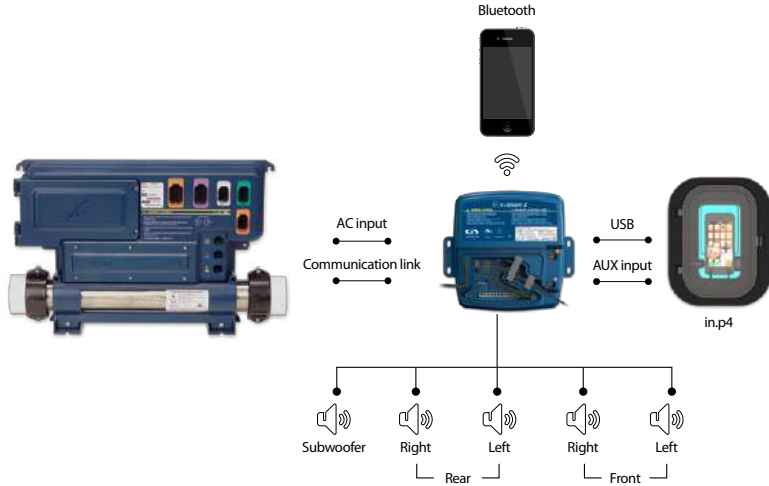 Bluetooth
AC input
Communication link
USB
AUX input
in.p4
Subwoofer
Right
Left
Right
Left
Rear
Front